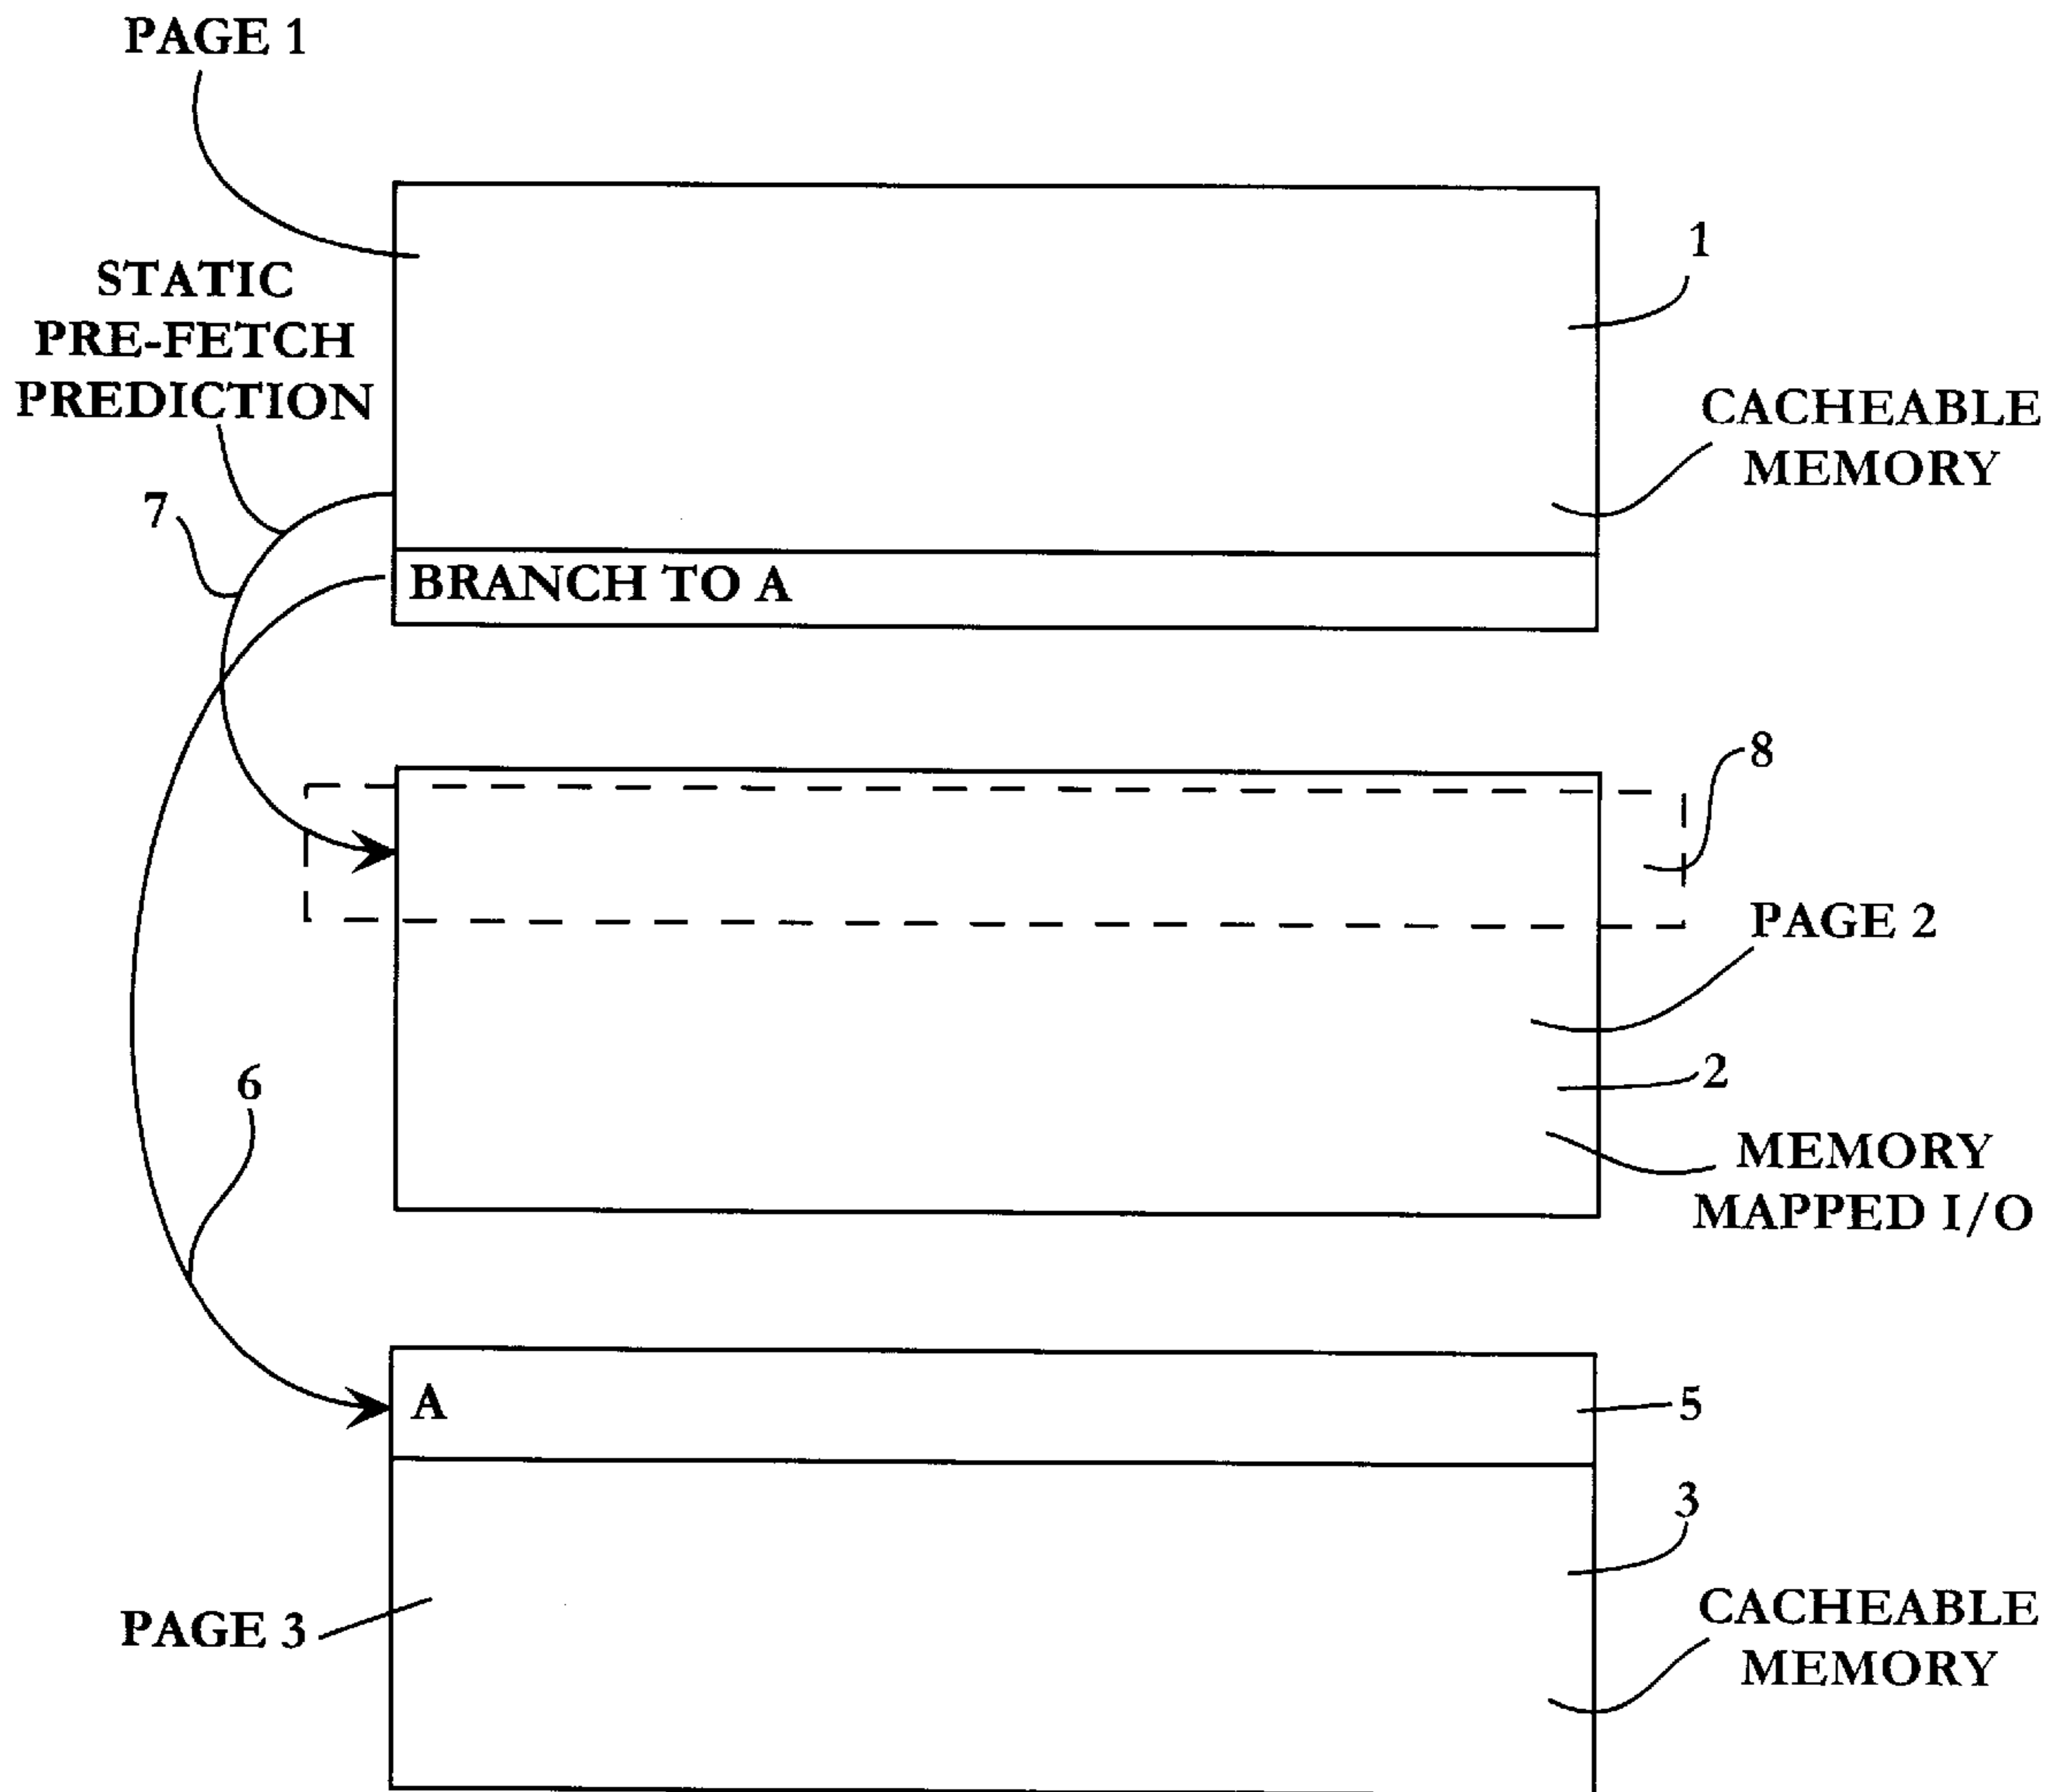 PAGE 1
1
STATIC
PRE-FETCH
PREDICTION
CACHEABLE
MEMORY
7
BRANCH TO A
8
PAGE 2
2
6
MEMORY
MAPPED I/O
A
5
3
PAGE 3
CACHEABLE
MEMORY